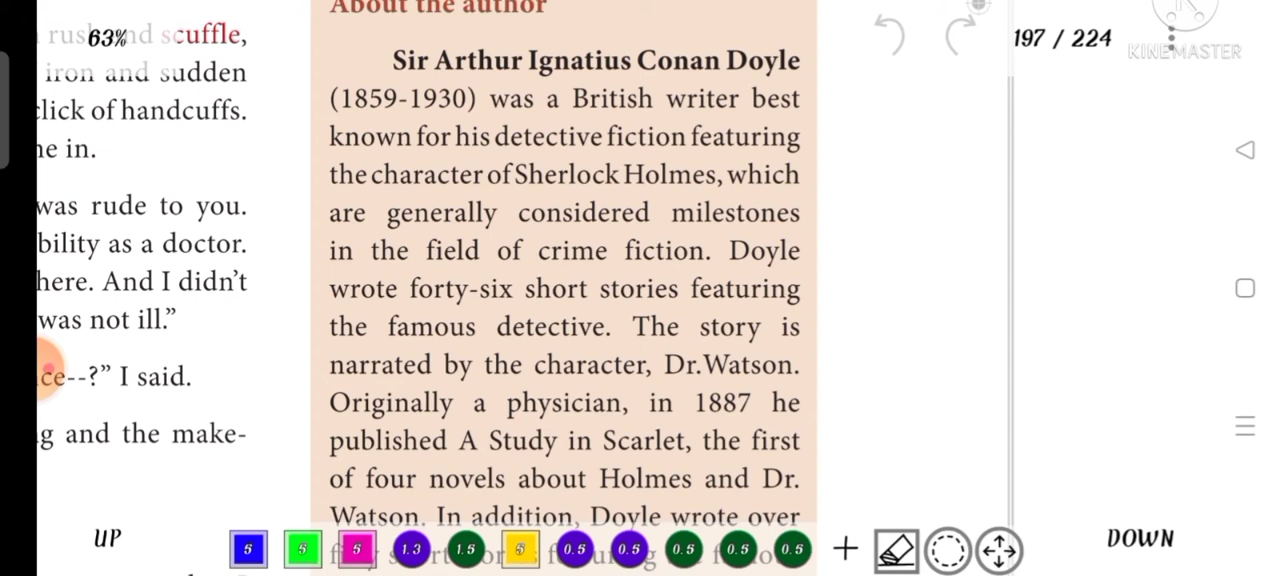 About the author
rush and scuffle,
63%
iron and sudden
click of handcuffs.
he in.
was rude to you.
bility as a doctor.
here. And I didn't
was not ill."
ce--?" I said.
g and the make-
Sir Arthur Ignatius Conan Doyle
(1859-1930) was a British writer best
known for his detective fiction featuring
the character of Sherlock Holmes, which
are generally considered milestones
in the field of crime fiction. Doyle
wrote forty-six short stories featuring
the famous detective. The story is
narrated by the character, Dr.Watson.
Originally a physician, in 1887 he
published A Study in Scarlet, the first
of four novels about Holmes and Dr.
Watson. In addition, Doyle wrote over
197 / 224
KINEMASTER
UP
5 5 5 1.3 1.5 5 0.5 0.5 0.5 0.5 0.5
DOWN